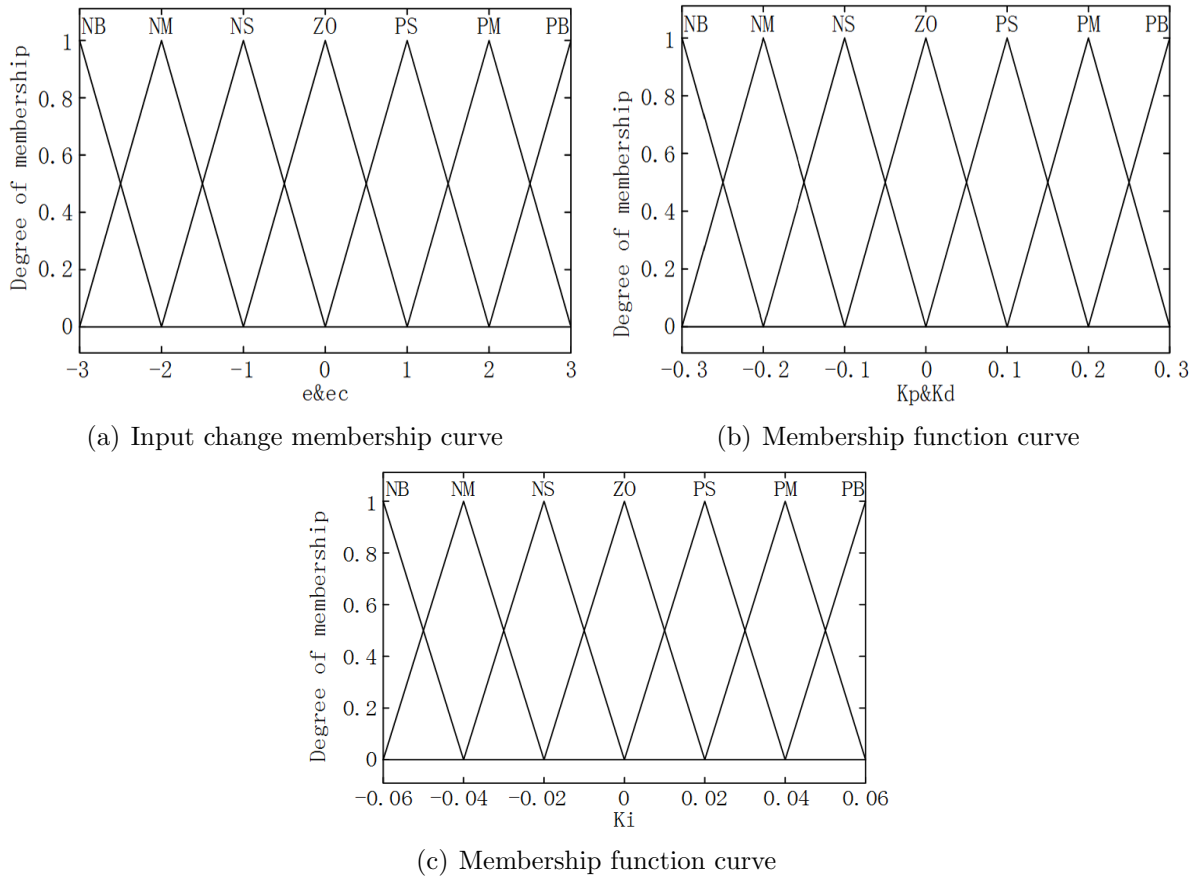 NB NM NS ZO PS PM PB
1
0.8
0.6
0.4
0.2
0
Degree of membership
-3 -2 -1 0 1 2 3
e&ec
(a) Input change membership curve
NB NM NS ZO PS PM PB
1
0.8
0.6
0.4
0.2
0
Degree of membership
-0.3 -0.2 -0.1 0 0.1 0.2 0.3
Kp&Kd
(b) Membership function curve
NB NM NS ZO PS PM PB
1
0.8
0.6
0.4
0.2
0
Degree of membership
-0.06 -0.04 -0.02 0 0.02 0.04 0.06
Ki
(c) Membership function curve